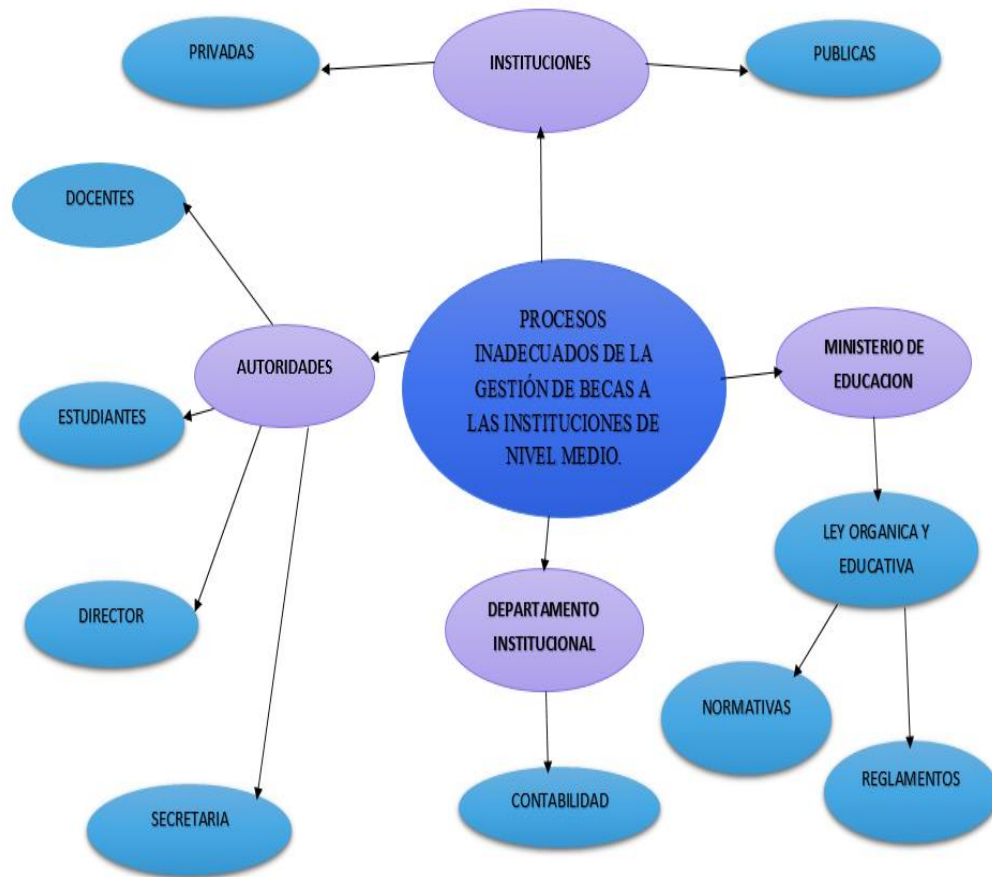 PRIVADAS
INSTITUCIONES
PUBLICAS
DOCENTES
AUTORIDADES
ESTUDIANTES
DIRECTOR
SECRETARIA
PROCESOS
INADECUADOS DE LA
GESTIÓN DE BECAS A
LAS INSTITUCIONES DE
NIVEL MEDIO.
MINISTERIO DE
EDUCACION
LEY ORGANICA Y
EDUCATIVA
NORMATIVAS
REGLAMENTOS
DEPARTAMENTO
INSTITUCIONAL
CONTABILIDAD